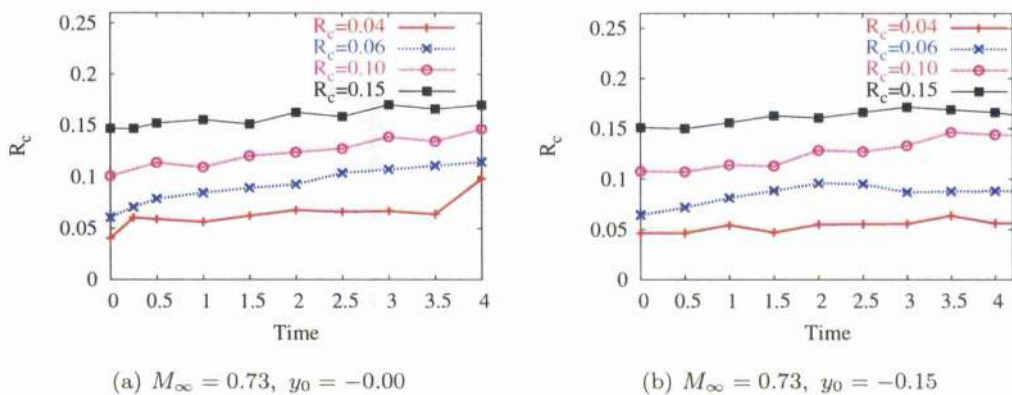 0.25
0.2
0.15
0.1
0.05
0
R_c
R_c=0.04
R_c=0.06
R_c=0.10
R_c=0.15
0 0.5 1 1.5 2 2.5 3 3.5 4
Time
(a) M_∞ = 0.73, y_0 = −0.00
0.25
0.2
0.15
0.1
0.05
0
R_c
R_c=0.04
R_c=0.06
R_c=0.10
R_c=0.15
0 0.5 1 1.5 2 2.5 3 3.5 4
Time
(b) M_∞ = 0.73, y_0 = −0.15